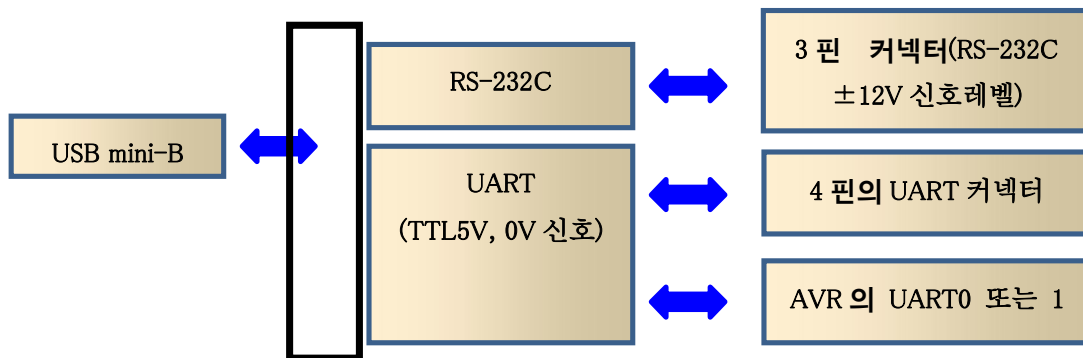 USB mini-B
RS-232C
UART
(TTL5V, 0V 신호)
3 핀 커넥터(RS-232C
±12V 신호레벨)
4 핀의 UART 커넥터
AVR 의 UART0 또는 1